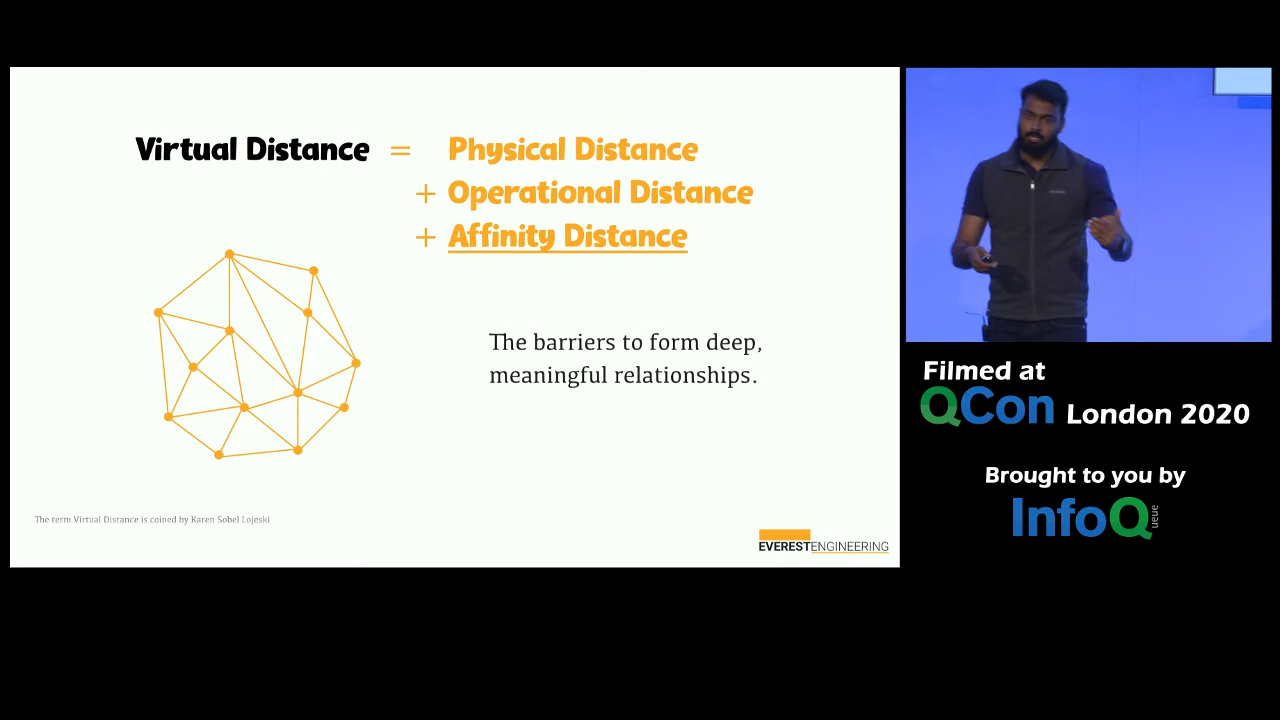 Virtual Distance = Physical Distance
+ Operational Distance
+ Affinity Distance
The barriers to form deep,
meaningful relationships.
The term Virtual Distance is coined by Karen Sobel Lojeski
EVERESTENGINEERING
Filmed at
QCon London 2020
Brought to you by
InfoQ
ueue